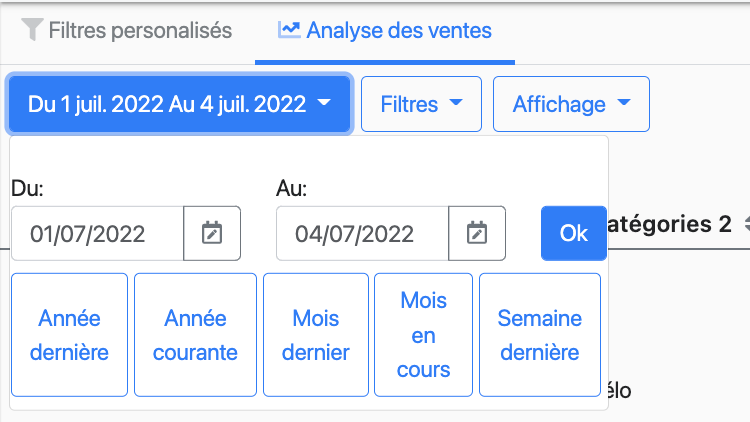 Filtres personalisés
Analyse des ventes
Du 1 juil. 2022 Au 4 juil. 2022
Filtres
Affichage
Du:
Au:
01/07/2022
04/07/2022
Ok
atégories 2
Année
dernière
Année
courante
Mois
dernier
Mois
en
cours
Semaine
dernière
élo